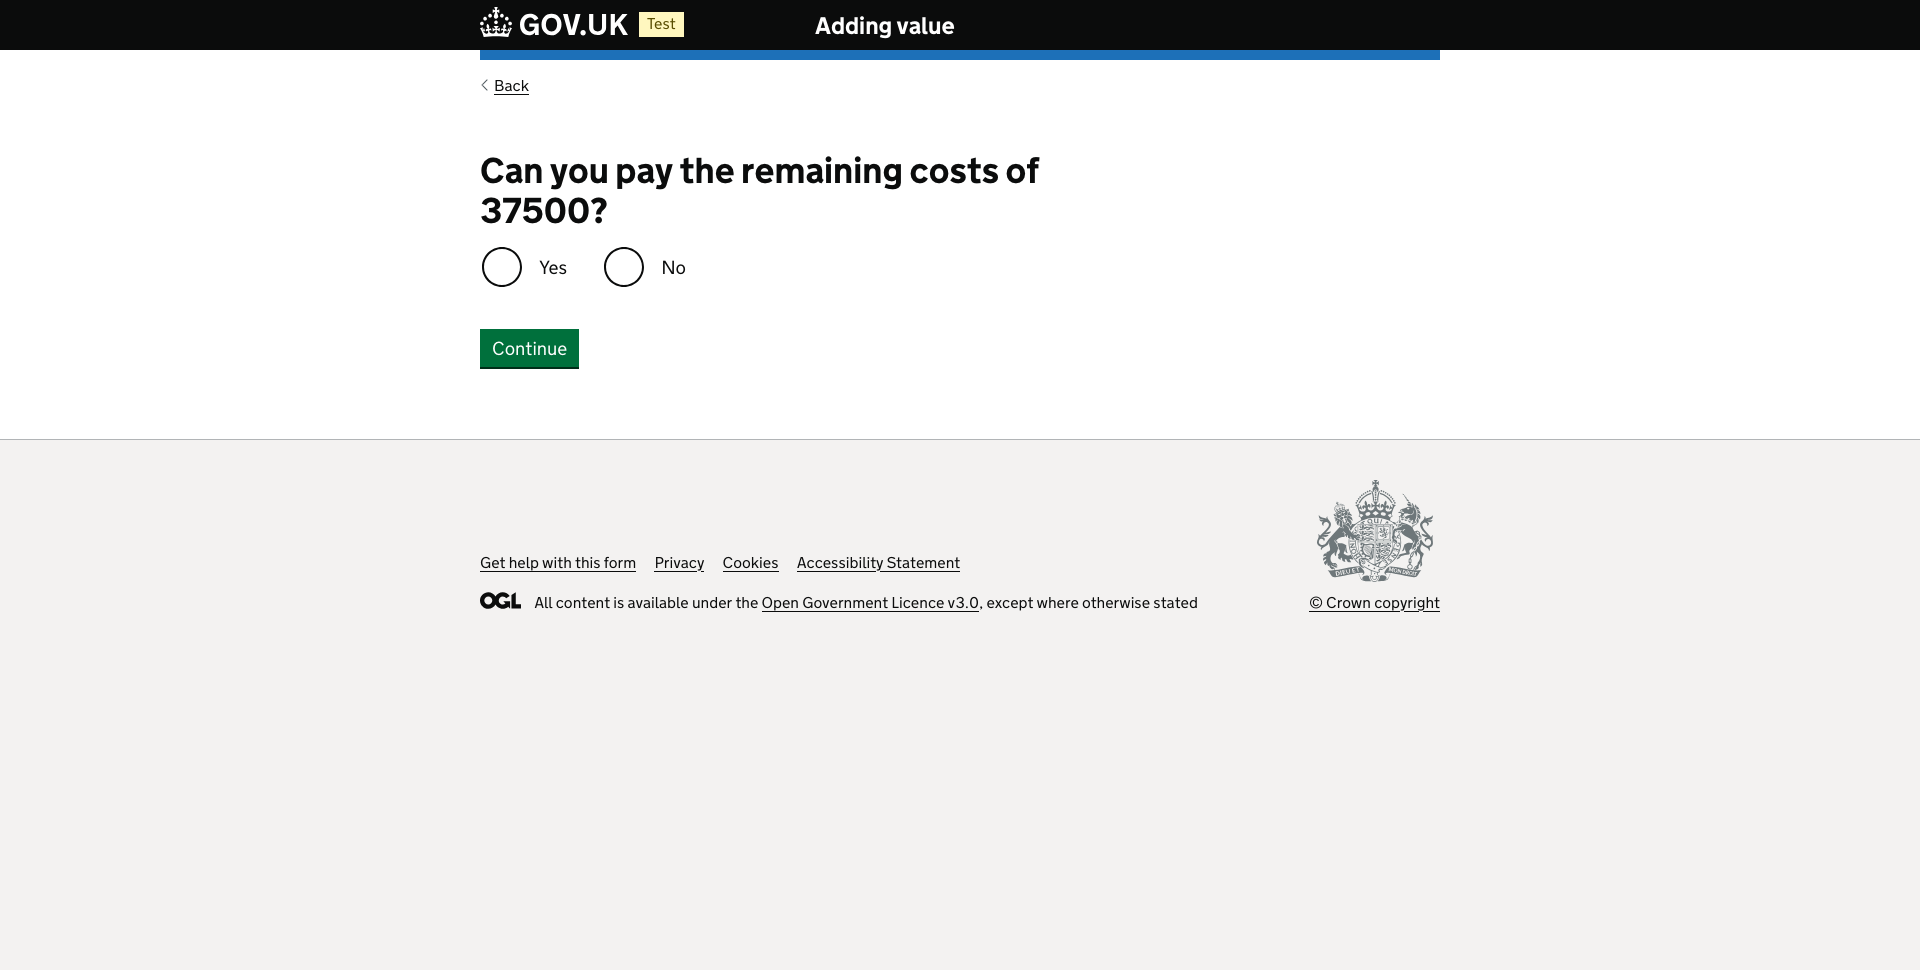 GOV.UK Test Adding value
Back
Can you pay the remaining costs of
37500?
Yes No
Continue
Get help with this form Privacy Cookies Accessibility Statement
OGL All content is available under the Open Government Licence v3.0, except where otherwise stated
© Crown copyright